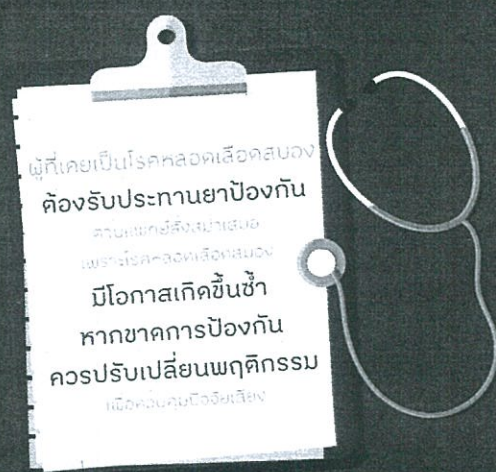 ผู้ที่เคยเป็นโรคหลอดเลือดสมอง
ต้องรับประทานยาป้องกัน
ตามแพทย์สั่งสม่ำเสมอ
เพราะโรคหลอดเลือดสมอง
มีโอกาสเกิดขึ้นซ้ำ
หากขาดการป้องกัน
ควรปรับเปลี่ยนพฤติกรรม
เพื่อควบคุมปัจจัยเสี่ยง